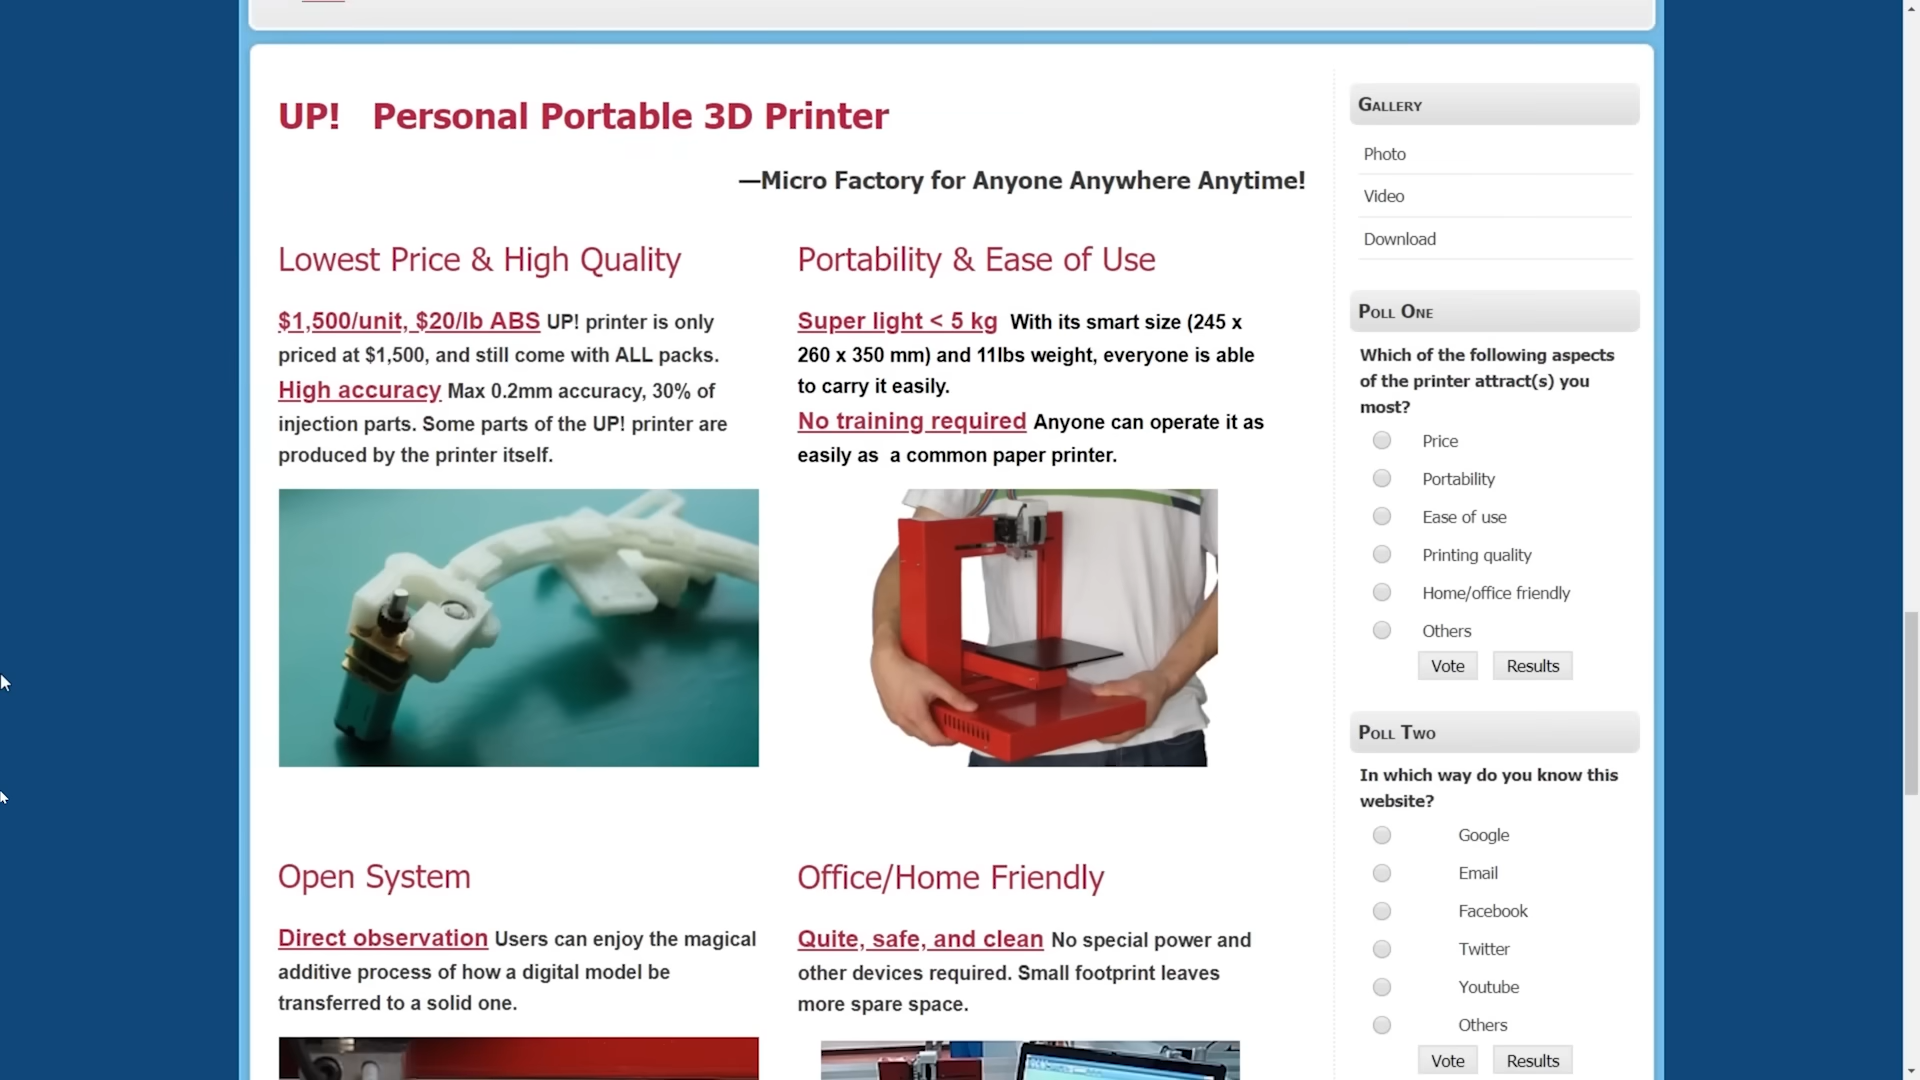 UP!   Personal Portable 3D Printer
—Micro Factory for Anyone Anywhere Anytime!
Lowest Price & High Quality
$1,500/unit, $20/lb ABS UP! printer is only
priced at $1,500, and still come with ALL packs.
High accuracy Max 0.2mm accuracy, 30% of
injection parts. Some parts of the UP! printer are
produced by the printer itself.
Portability & Ease of Use
Super light < 5 kg  With its smart size (245 x
260 x 350 mm) and 11lbs weight, everyone is able
to carry it easily.
No training required Anyone can operate it as
easily as  a common paper printer.
Open System
Direct observation Users can enjoy the magical
additive process of how a digital model be
transferred to a solid one.
Office/Home Friendly
Quite, safe, and clean No special power and
other devices required. Small footprint leaves
more spare space.
Gallery
Photo
Video
Download
Poll One
Which of the following aspects
of the printer attract(s) you
most?
Price
Portability
Ease of use
Printing quality
Home/office friendly
Others
Vote Results
Poll Two
In which way do you know this
website?
Google
Email
Facebook
Twitter
Youtube
Others
Vote Results